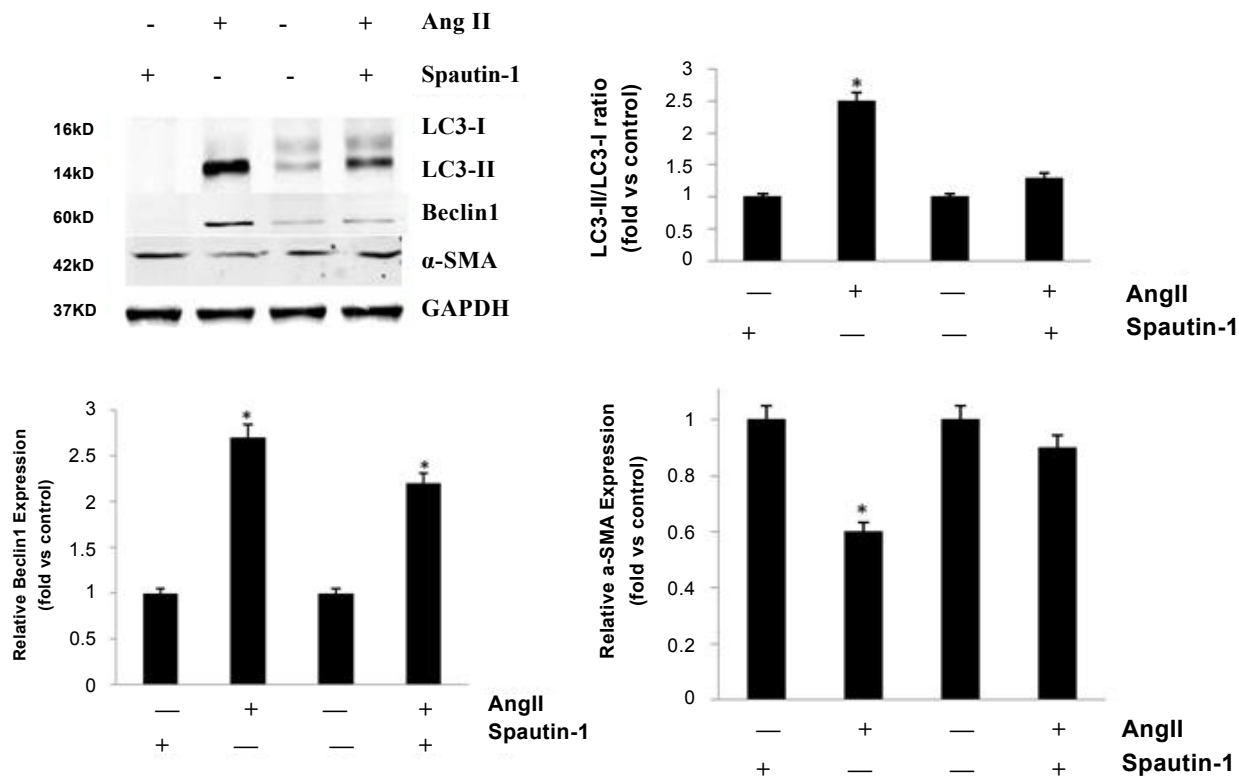 - + - + Ang II
+ - - + Spautin-1
16kD LC3-I
14kD LC3-II
60kD Beclin1
42kD α-SMA
37KD GAPDH
LC3-II/LC3-I ratio
(fold vs control)
3
2.5
2
1.5
1
0.5
0
*
— + — + AngII
+ — — + Spautin-1
Relative Beclin1 Expression
(fold vs control)
3
2.5
2
1.5
1
0.5
0
*
*
— + — + AngII
+ — — + Spautin-1
Relative a-SMA Expression
(fold vs control)
1
0.8
0.6
0.4
0.2
0
*
— + — + AngII
+ — — + Spautin-1